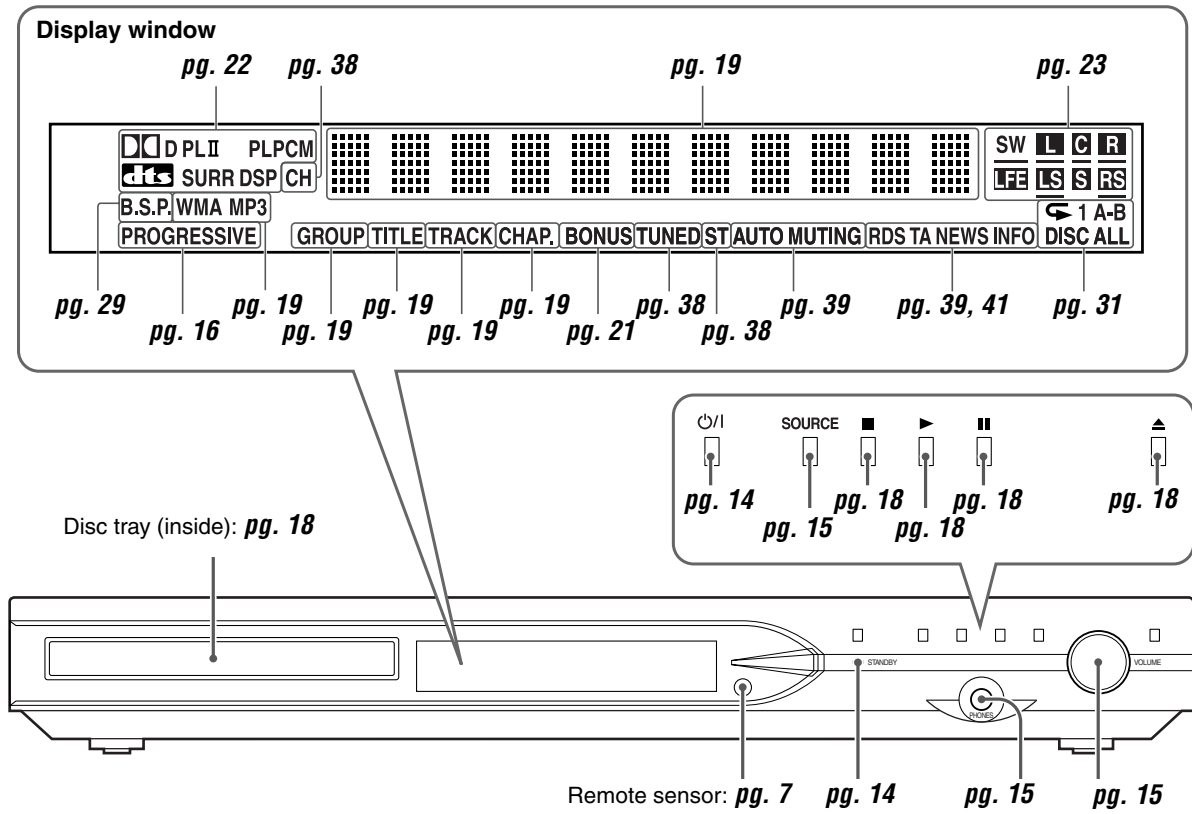 Display window
pg. 22 pg. 38 pg. 19 pg. 23
D PL II PLPCM SW L C R
dts SURR DSP CH LFE LS S RS
B.S.P. WMA MP3 1 A-B
PROGRESSIVE GROUP TITLE TRACK CHAP. BONUS TUNED ST AUTO MUTING RDS TA NEWS INFO DISC ALL
pg. 29 pg. 19 pg. 19 pg. 19 pg. 38 pg. 39 pg. 39, 41 pg. 31
pg. 16 pg. 19 pg. 19 pg. 21 pg. 38
⏻/I SOURCE ■ ► ▮▮ ▲
pg. 14 pg. 18 pg. 18 pg. 18
pg. 15 pg. 18
Disc tray (inside): pg. 18
STANDBY VOLUME
PHONES
Remote sensor: pg. 7 pg. 14 pg. 15 pg. 15